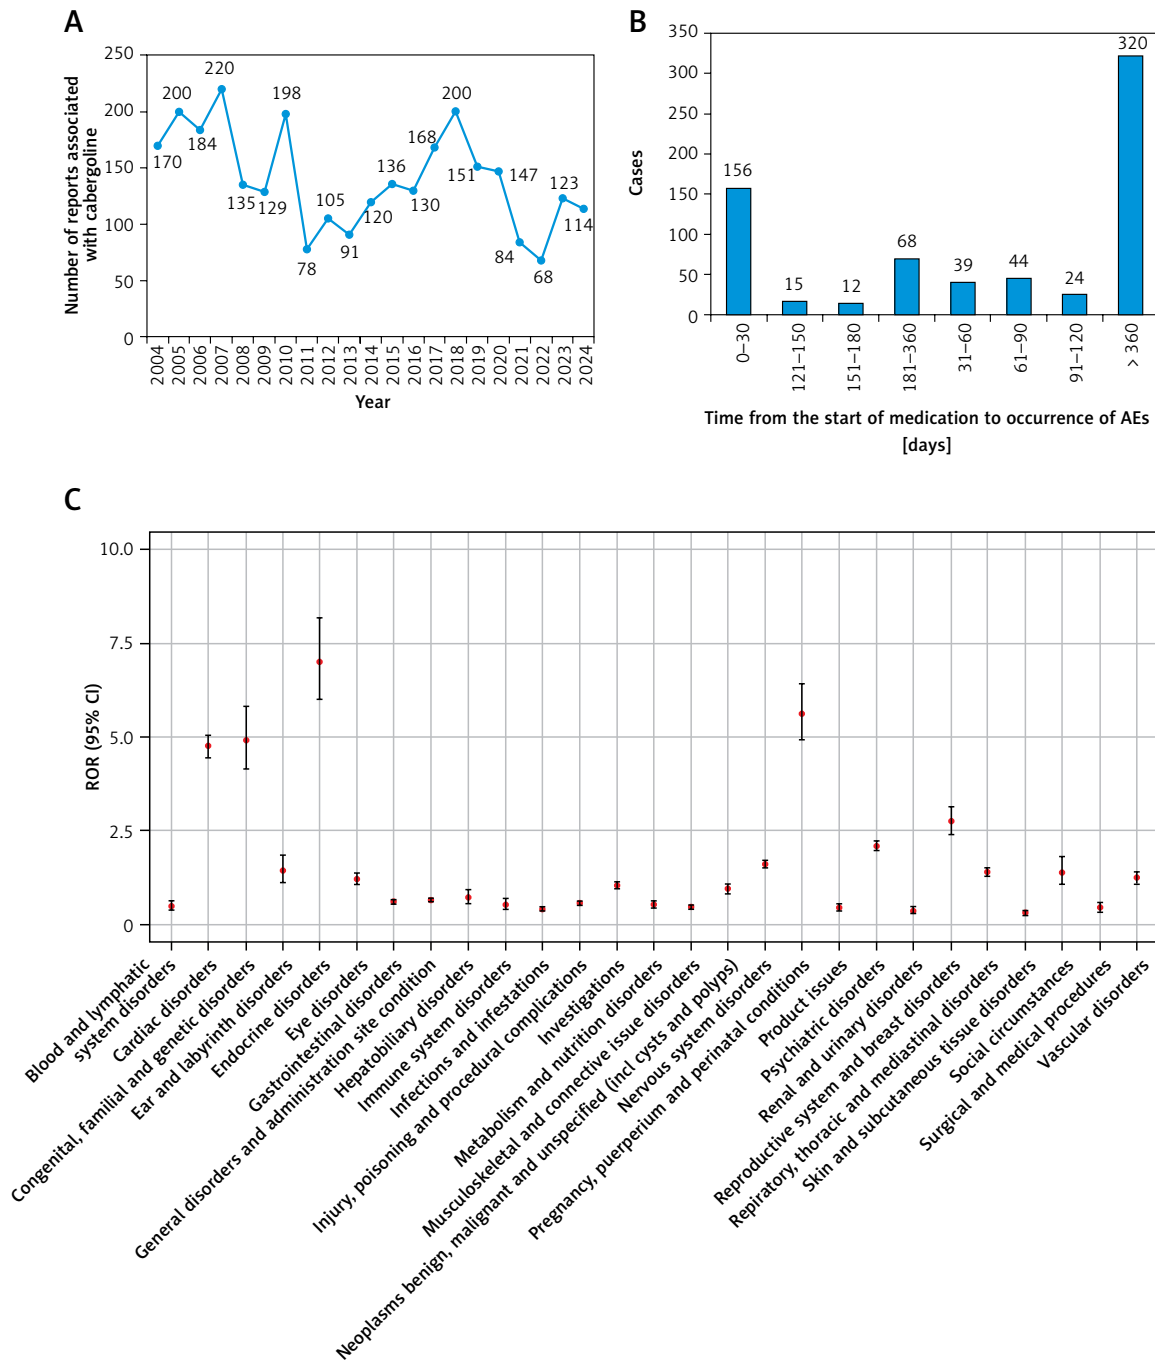 A
Number of reports associated
with cabergoline
250
200
150
100
50
0
170
200
184
220
135
129
198
78
105
91
120
136
130
168
200
151
147
84
68
123
114
2004
2005
2006
2007
2008
2009
2010
2011
2012
2013
2014
2015
2016
2017
2018
2019
2020
2021
2022
2023
2024
Year
B
Cases
350
300
250
200
150
100
50
0
156
15
12
68
39
44
24
320
0–30
121–150
151–180
181–360
31–60
61–90
91–120
> 360
Time from the start of medication to occurrence of AEs
[days]
C
ROR (95% CI)
10.0
7.5
5.0
2.5
0
Blood and lymphatic
system disorders
Cardiac disorders
Congenital, familial and genetic disorders
Ear and labyrinth disorders
Endocrine disorders
Eye disorders
Gastrointestinal disorders
General disorders and administration site condition
Hepatobiliary disorders
Immune system disorders
Infections and infestations
Injury, poisoning and procedural complications
Investigations
Metabolism and nutrition disorders
Musculoskeletal and connective issue disorders
Neoplasms benign, malignant and unspecified (incl cysts and polyps)
Nervous system disorders
Pregnancy, puerperium and perinatal conditions
Product issues
Psychiatric disorders
Renal and urinary disorders
Reproductive system and breast disorders
Repiratory, thoracic and mediastinal disorders
Skin and subcutaneous tissue disorders
Social circumstances
Surgical and medical procedures
Vascular disorders